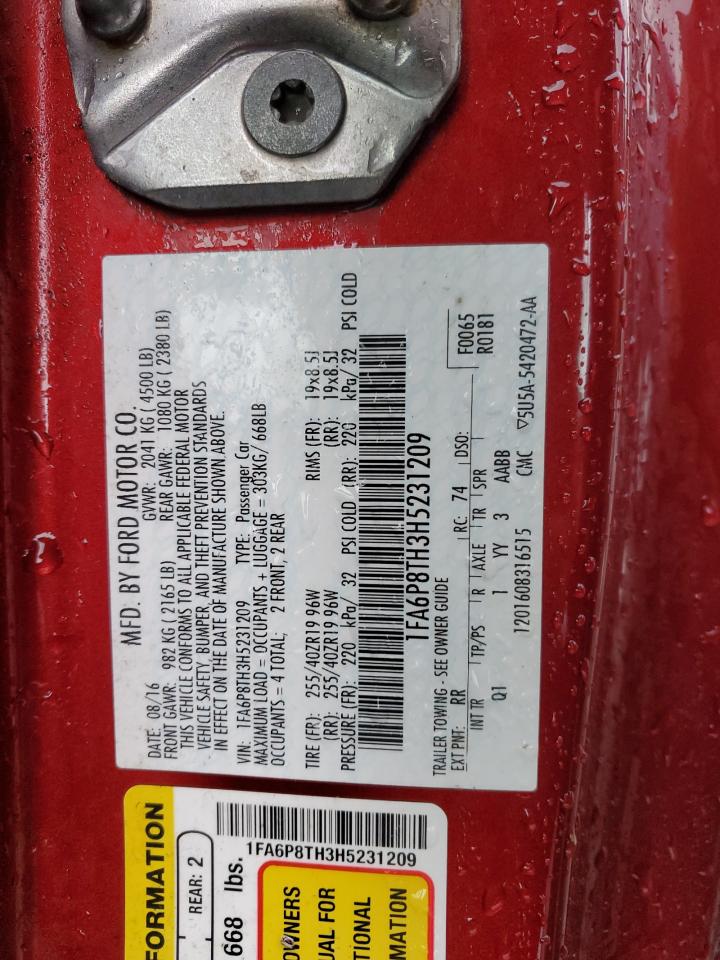 MFD. BY FORD MOTOR CO.
DATE: 08/16 GVWR: 2041 KG ( 4500 LB)
FRONT GAWR: 982 KG ( 2165 LB) REAR GAWR: 1080 KG ( 2380 LB)
THIS VEHICLE CONFORMS TO ALL APPLICABLE FEDERAL MOTOR
VEHICLE SAFETY, BUMPER, AND THEFT PREVENTION STANDARDS
IN EFFECT ON THE DATE OF MANUFACTURE SHOWN ABOVE.
VIN: 1FA6P8TH3H5231209 TYPE: Passenger Car
MAXIMUM LOAD = OCCUPANTS + LUGGAGE = 303KG/ 668LB
OCCUPANTS = 4 TOTAL; 2 FRONT, 2 REAR
TIRE (FR): 255/40ZR19 96W RIMS (FR): 19x8.5J
(RR): 255/40ZR19 96W (RR): 19x8.5J
PRESSURE (FR): 220 kPa/ 32 PSI COLD (RR): 220 kPa/ 32 PSI COLD
1FA6P8TH3H5231209
TRAILER TOWING - SEE OWNER GUIDE F0065
EXT PNT: RR RC: 74 DSO: R0181
INT TR TP/PS R AXLE TR SPR
Q1 1 YY 3 AABB
1201608316515 CMC ▽5U5A-5420472-AA
FORMATION
REAR: 2
668 lbs.
1FA6P8TH3H5231209
OWNERS
UAL FOR
TIONAL
MATION